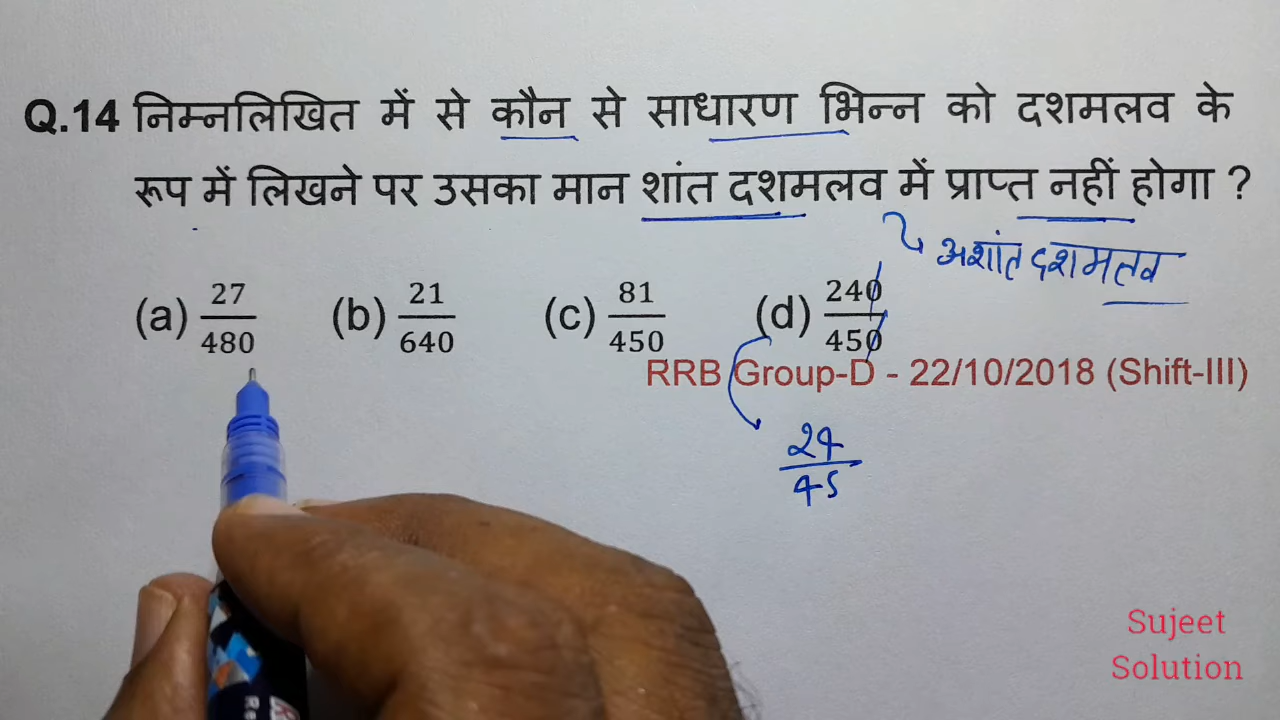 Q.14 निम्नलिखित में से कौन से साधारण भिन्न को दशमलव के
रूप में लिखने पर उसका मान शांत दशमलव में प्राप्त नहीं होगा ?
अशांत दशमलव
(a) 27/480 (b) 21/640 (c) 81/450 (d) 240/450
RRB Group-D - 22/10/2018 (Shift-III)
24/45
Sujeet
Solution